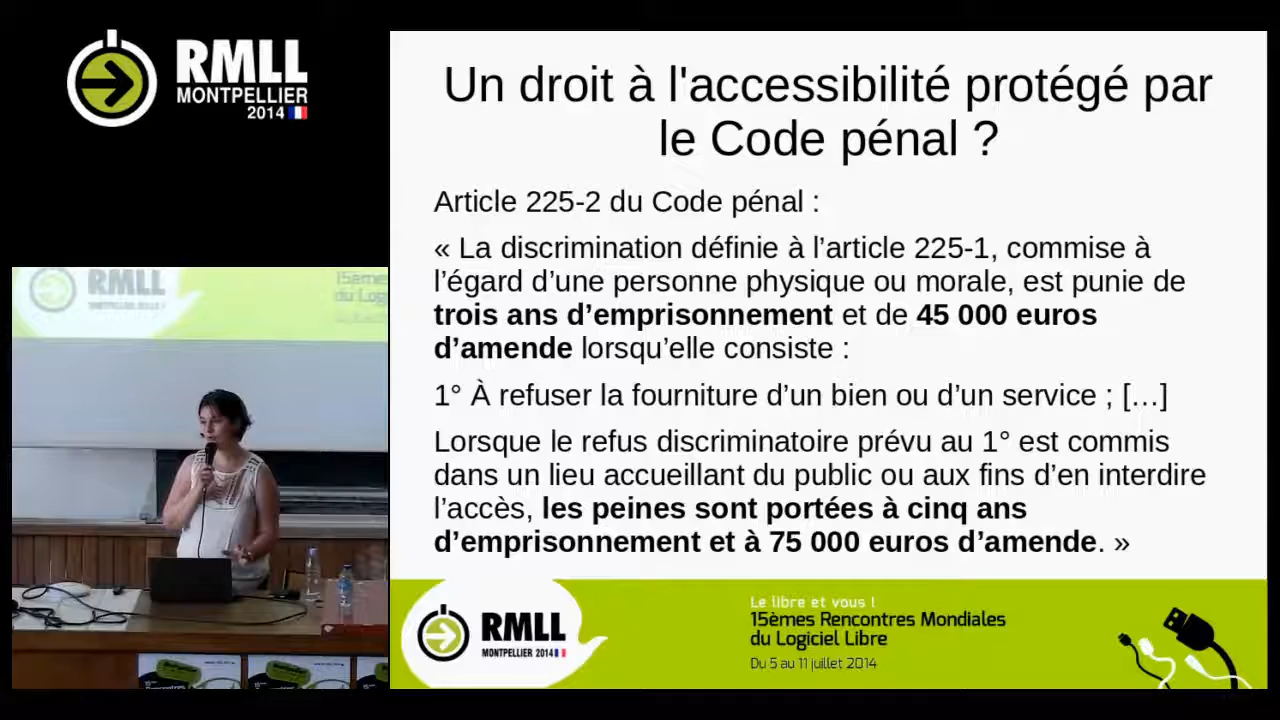 RMLL
MONTPELLIER
2014
Un droit à l'accessibilité protégé par
le Code pénal ?
Article 225-2 du Code pénal :
« La discrimination définie à l’article 225-1, commise à
l’égard d’une personne physique ou morale, est punie de
trois ans d’emprisonnement et de 45 000 euros
d’amende lorsqu’elle consiste :
1° À refuser la fourniture d’un bien ou d’un service ; […]
Lorsque le refus discriminatoire prévu au 1° est commis
dans un lieu accueillant du public ou aux fins d’en interdire
l’accès, les peines sont portées à cinq ans
d’emprisonnement et à 75 000 euros d’amende. »
RMLL
15èmes
du Logi
RMLL
MONTPELLIER 2014
Le libre et vous !
15èmes Rencontres Mondiales
du Logiciel Libre
Du 5 au 11 juillet 2014